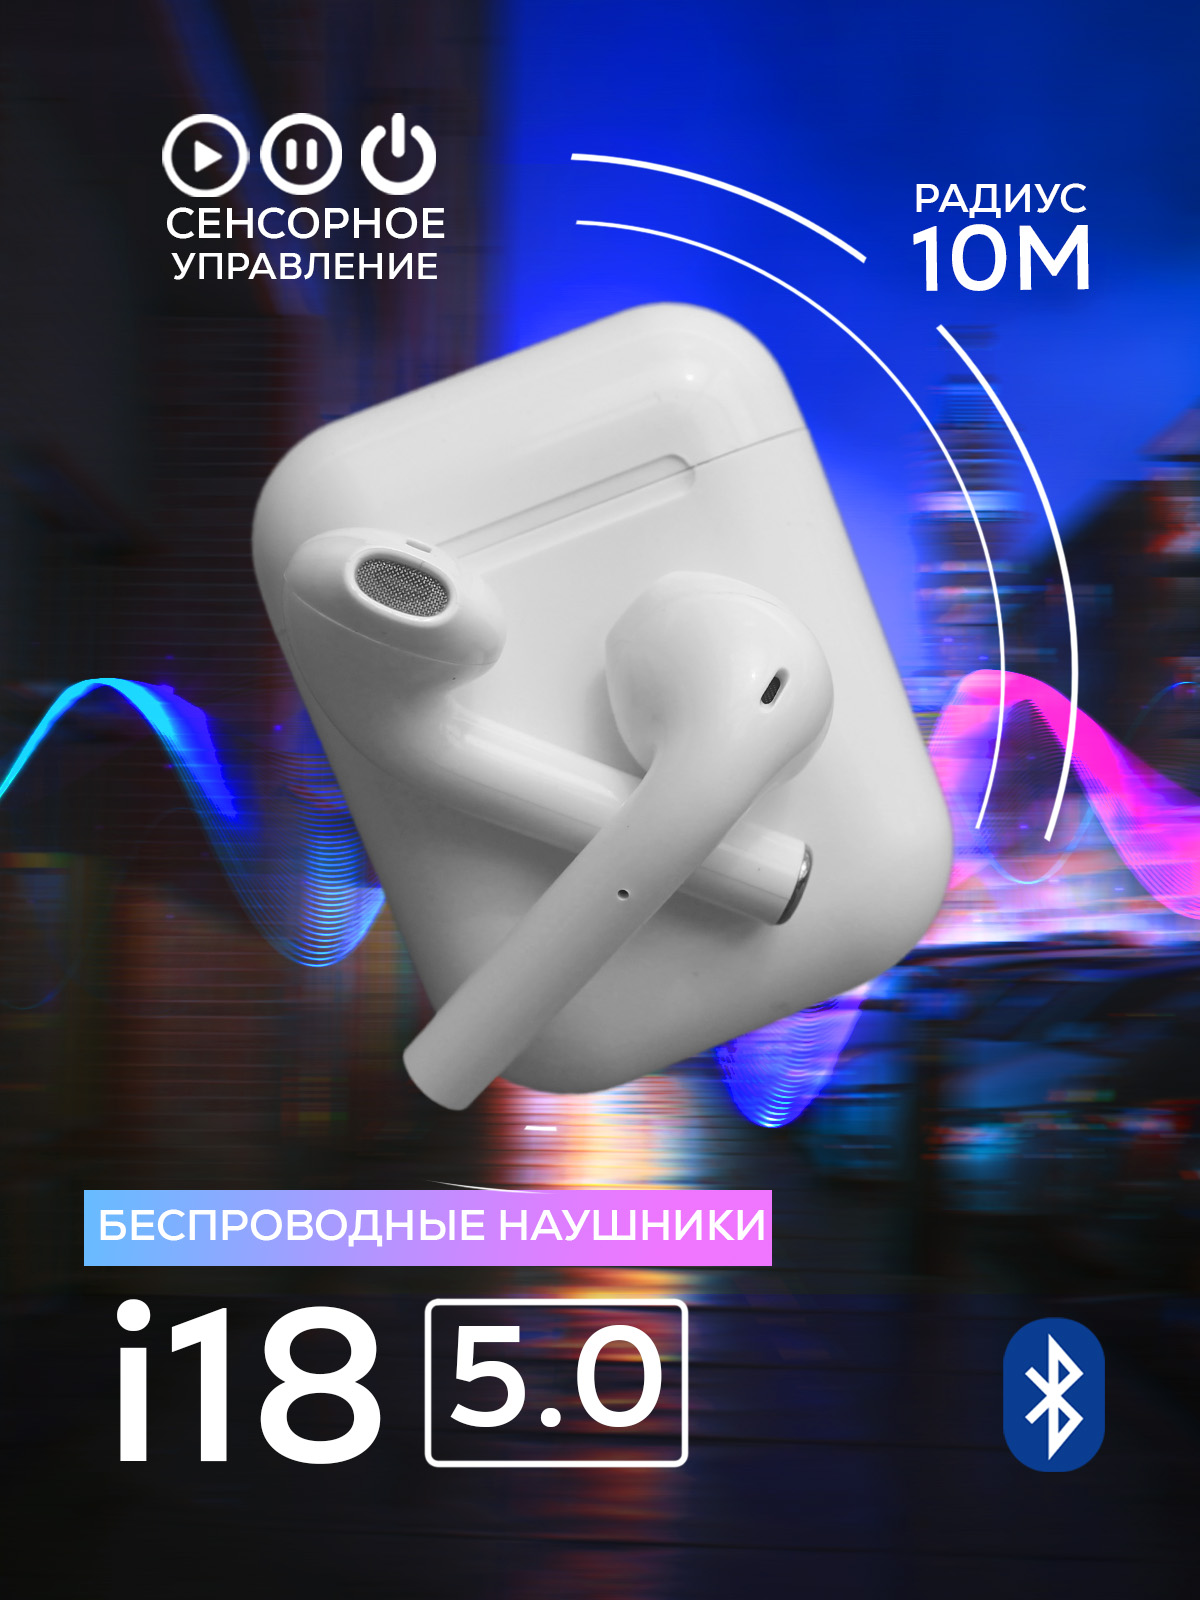 СЕНСОРНОЕ
УПРАВЛЕНИЕ
РАДИУС
10М
БЕСПРОВОДНЫЕ НАУШНИКИ
i18 5.0